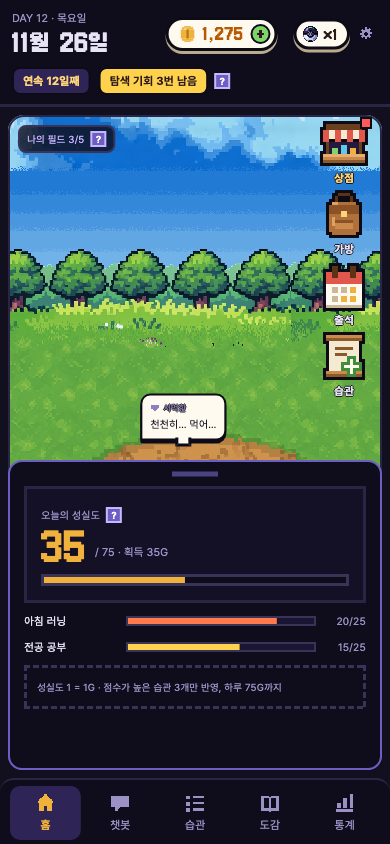 DAY 12 · 목요일
11월 26일
1,275
×1
연속 12일째
탐색 기회 3번 남음
?
나의 필드 3/5 ?
상점
가방
출석
습관
천천히... 먹어...
오늘의 성실도 ?
35 / 75 · 획득 35G
아침 러닝 20/25
전공 공부 15/25
성실도 1 = 1G · 점수가 높은 습관 3개만 반영, 하루 75G까지
홈
챗봇
습관
도감
통계